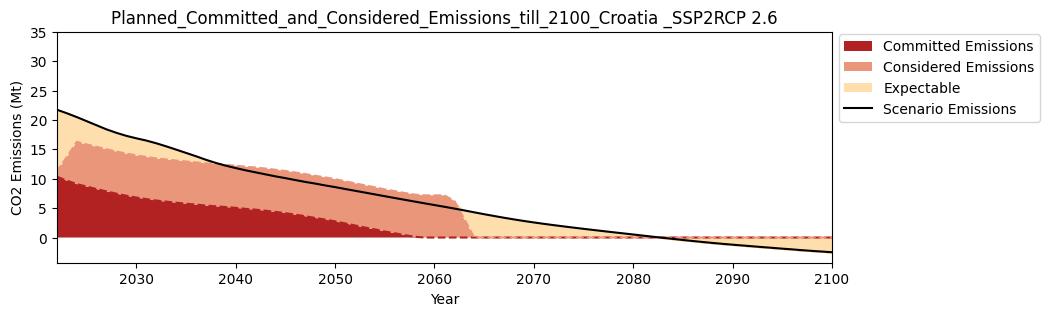 Planned_Committed_and_Considered_Emissions_till_2100_Croatia _SSP2RCP 2.6
CO2 Emissions (Mt)
35
30
25
20
15
10
5
0
2030 2040 2050 2060 2070 2080 2090 2100
Year
Committed Emissions
Considered Emissions
Expectable
Scenario Emissions